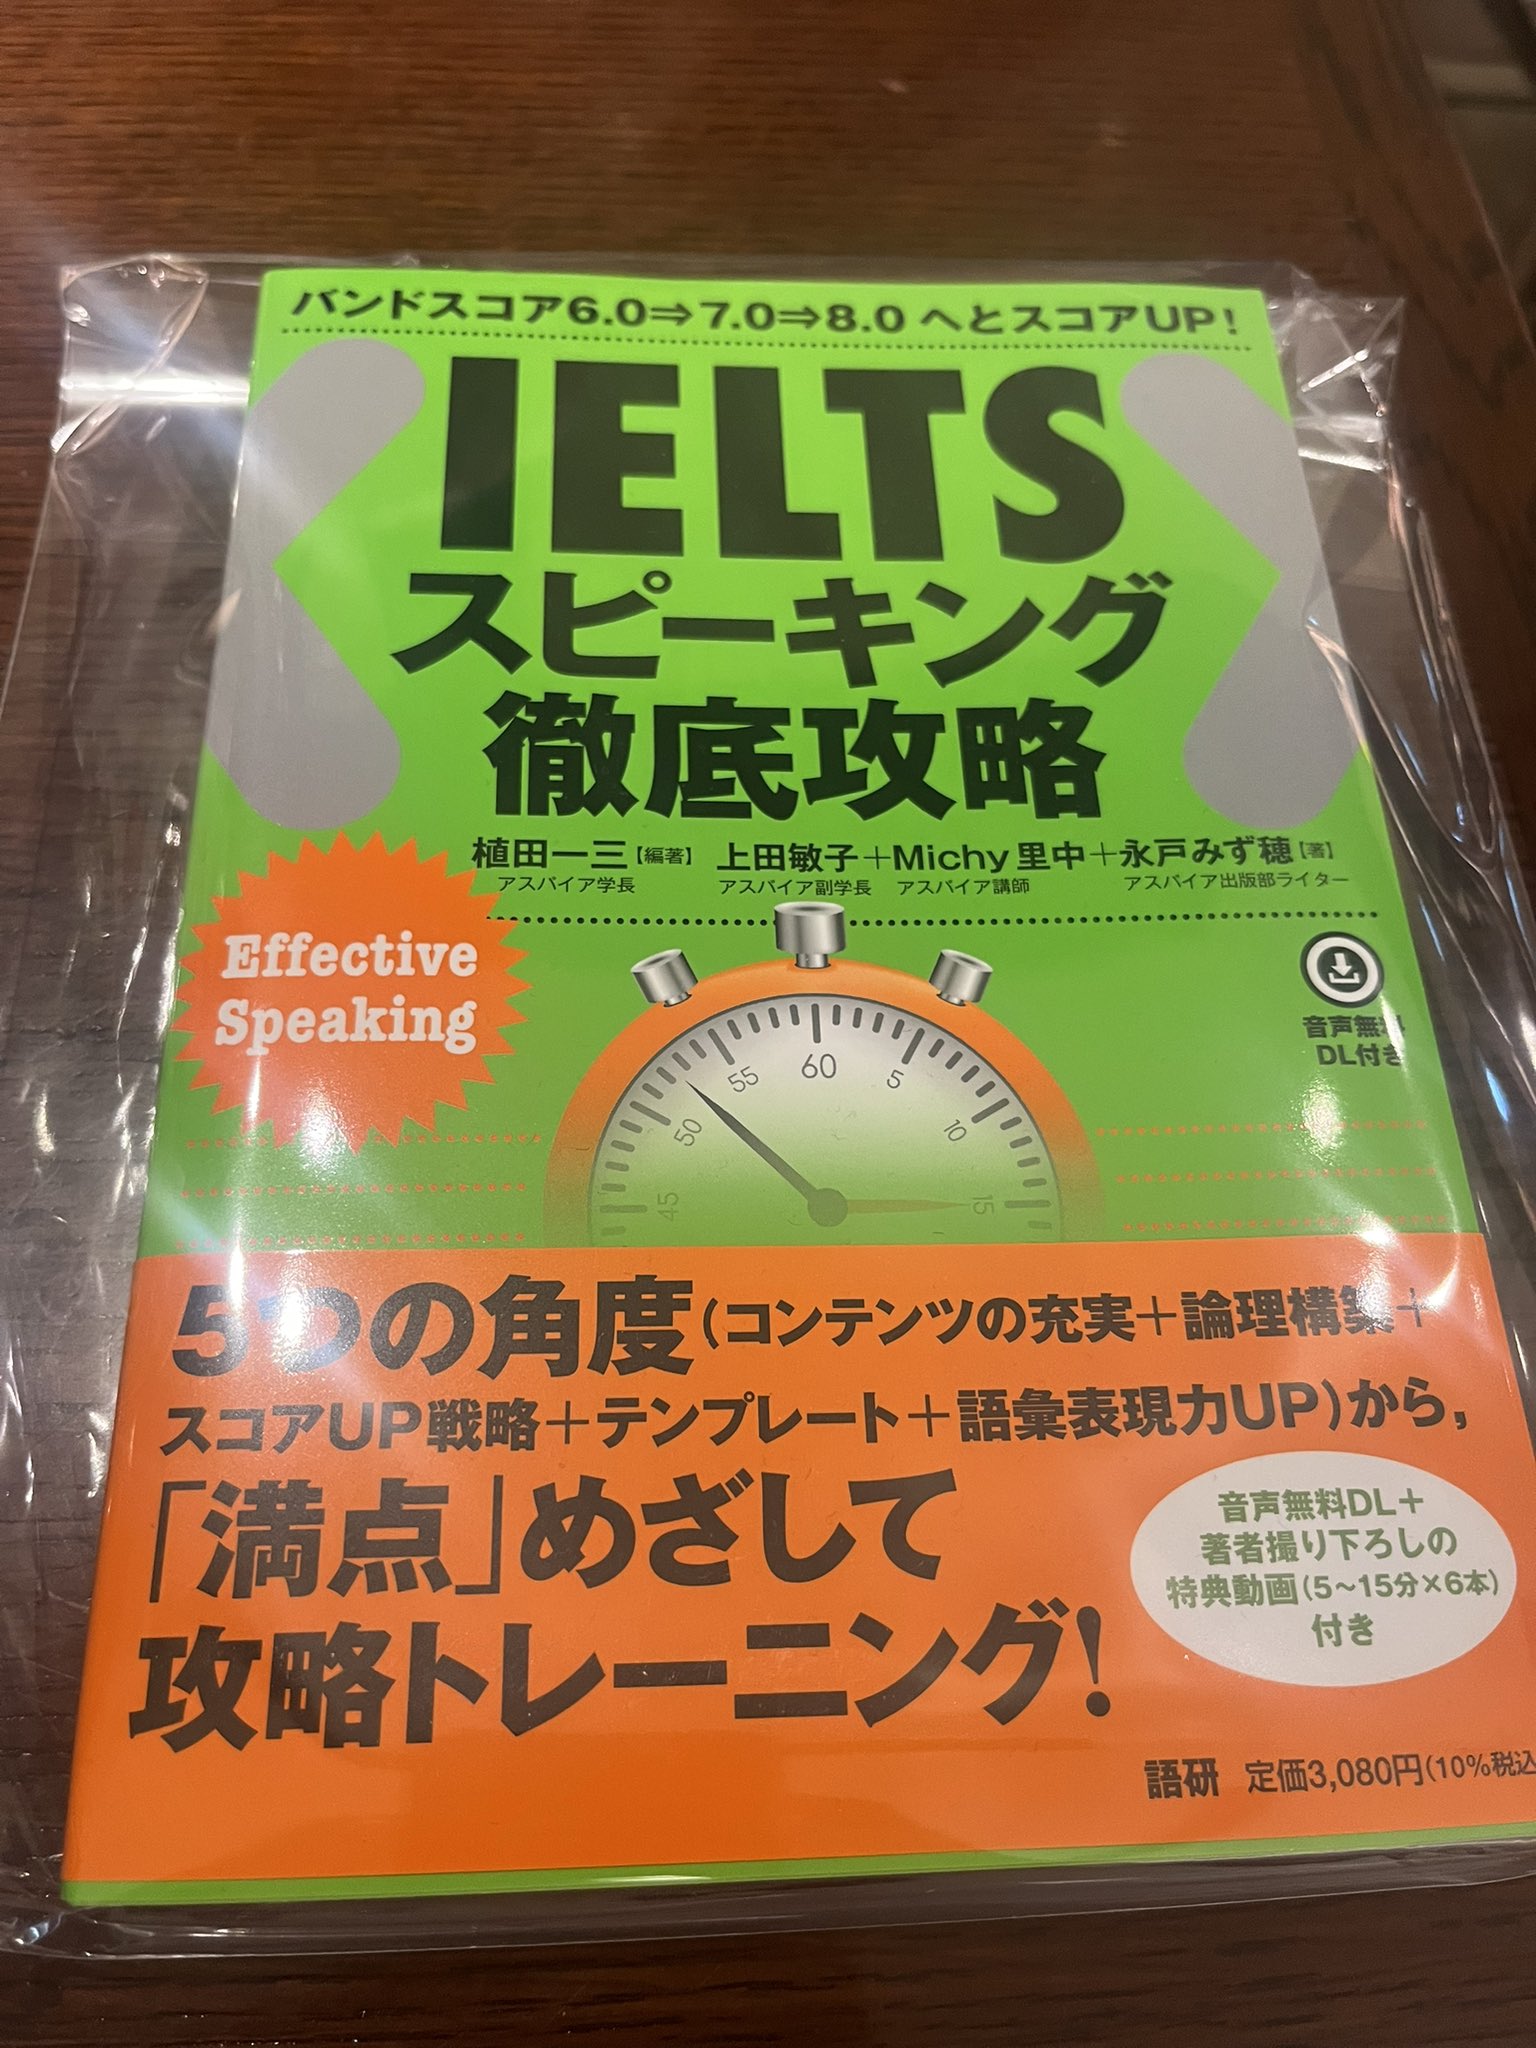 バンドスコア6.0⇒7.0⇒8.0 へとスコアUP!
IELTS
スピーキング
徹底攻略
植田一三【編著】 上田敏子＋Michy 里中＋永戸みず穂【著】
アスパイア学長 アスパイア副学長 アスパイア講師 アスパイア出版部ライター
Effective
Speaking
音声無料
DL付き
60
55
5
50
10
45
15
5つの角度(コンテンツの充実＋論理構築＋
スコアUP戦略＋テンプレート＋語彙表現力UP)から,
「満点」めざして
攻略トレーニング!
音声無料DL＋
著者撮り下ろしの
特典動画(5~15分×6本)
付き
語研 定価3,080円(10%税込